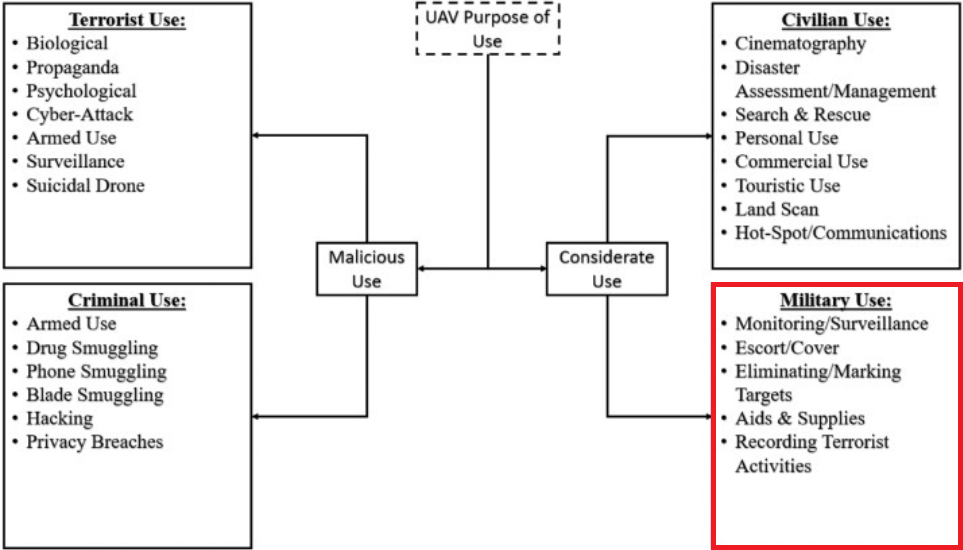 Terrorist Use:
• Biological
• Propaganda
• Psychological
• Cyber-Attack
• Armed Use
• Surveillance
• Suicidal Drone
UAV Purpose of
Use
Civilian Use:
• Cinematography
• Disaster
Assessment/Management
• Search & Rescue
• Personal Use
• Commercial Use
• Touristic Use
• Land Scan
• Hot-Spot/Communications
Malicious
Use
Considerate
Use
Criminal Use:
• Armed Use
• Drug Smuggling
• Phone Smuggling
• Blade Smuggling
• Hacking
• Privacy Breaches
Military Use:
• Monitoring/Surveillance
• Escort/Cover
• Eliminating/Marking
Targets
• Aids & Supplies
• Recording Terrorist
Activities